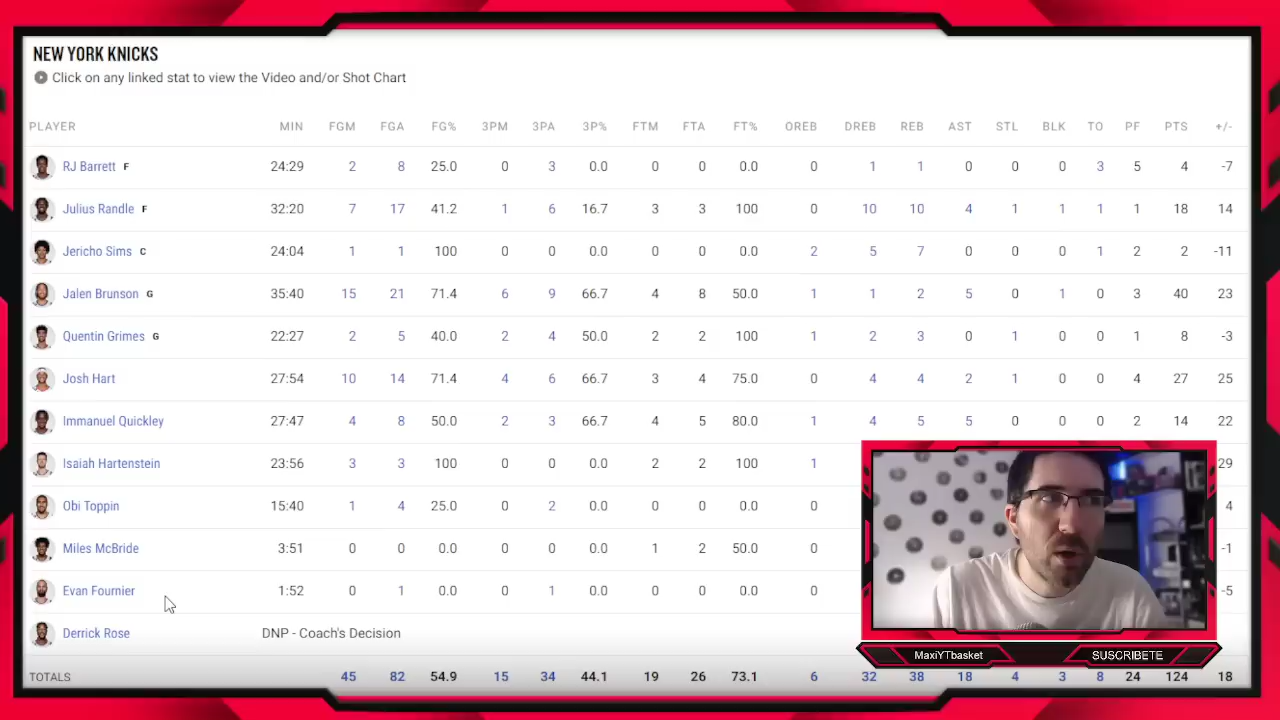 NEW YORK KNICKS
Click on any linked stat to view the Video and/or Shot Chart
PLAYER MIN FGM FGA FG% 3PM 3PA 3P% FTM FTA FT% OREB DREB REB AST STL BLK TO PF PTS +/-
RJ Barrett F 24:29 2 8 25.0 0 3 0.0 0 0 0.0 0 1 1 0 0 0 3 5 4 -7
Julius Randle F 32:20 7 17 41.2 1 6 16.7 3 3 100 0 10 10 4 1 1 1 1 18 14
Jericho Sims C 24:04 1 1 100 0 0 0.0 0 0 0.0 2 5 7 0 0 0 1 2 2 -11
Jalen Brunson G 35:40 15 21 71.4 6 9 66.7 4 8 50.0 1 1 2 5 0 1 0 3 40 23
Quentin Grimes G 22:27 2 5 40.0 2 4 50.0 2 2 100 1 2 3 0 1 0 0 1 8 -3
Josh Hart 27:54 10 14 71.4 4 6 66.7 3 4 75.0 0 4 4 2 1 0 0 4 27 25
Immanuel Quickley 27:47 4 8 50.0 2 3 66.7 4 5 80.0 1 4 5 5 0 0 0 2 14 22
Isaiah Hartenstein 23:56 3 3 100 0 0 0.0 2 2 100 1 29
Obi Toppin 15:40 1 4 25.0 0 2 0.0 0 0 0.0 0 4
Miles McBride 3:51 0 0 0.0 0 0 0.0 1 2 50.0 0 -1
Evan Fournier 1:52 0 1 0.0 0 1 0.0 0 0 0.0 0 -5
Derrick Rose DNP - Coach's Decision
MaxiYTbasket SUSCRIBETE
TOTALS 45 82 54.9 15 34 44.1 19 26 73.1 6 32 38 18 4 3 8 24 124 18